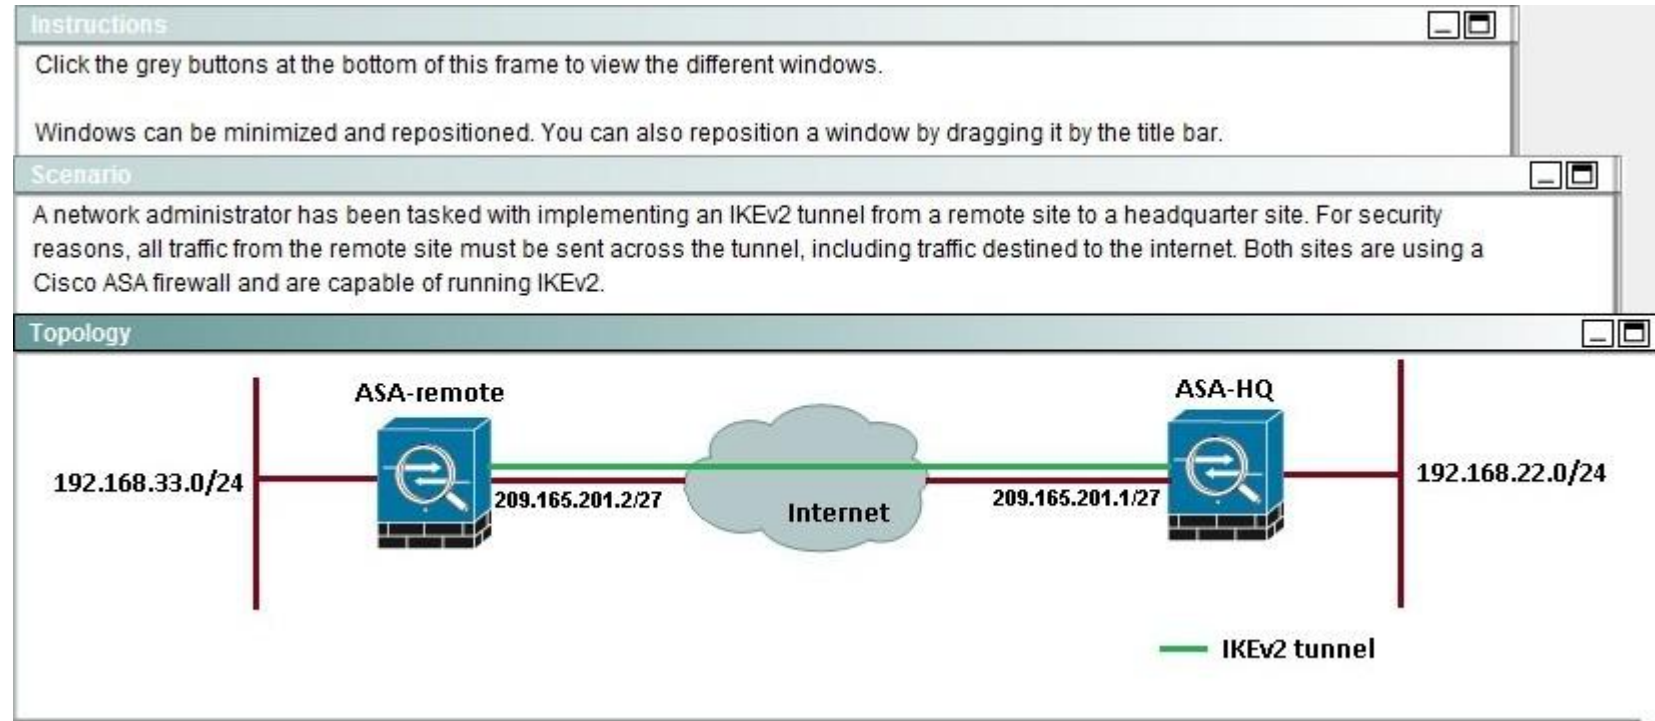 Instructions
Click the grey buttons at the bottom of this frame to view the different windows.
Windows can be minimized and repositioned. You can also reposition a window by dragging it by the title bar.
Scenario
A network administrator has been tasked with implementing an IKEv2 tunnel from a remote site to a headquarter site. For security
reasons, all traffic from the remote site must be sent across the tunnel, including traffic destined to the internet. Both sites are using a
Cisco ASA firewall and are capable of running IKEv2.
Topology
ASA-remote
ASA-HQ
192.168.33.0/24
209.165.201.2/27
Internet
209.165.201.1/27
192.168.22.0/24
IKEv2 tunnel